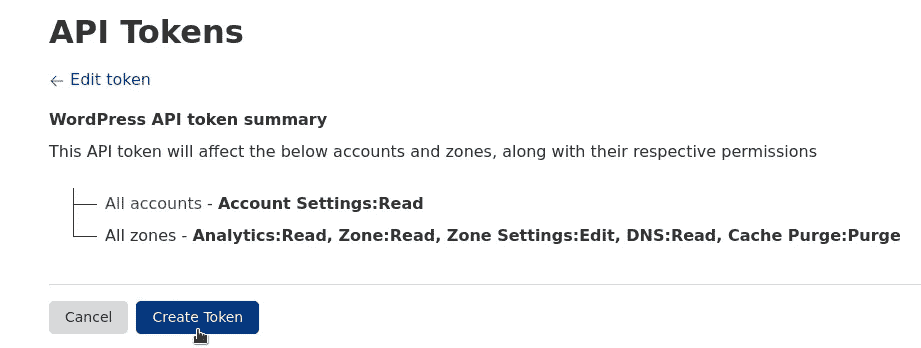 API Tokens
← Edit token
WordPress API token summary
This API token will affect the below accounts and zones, along with their respective permissions
All accounts - Account Settings:Read
All zones - Analytics:Read, Zone:Read, Zone Settings:Edit, DNS:Read, Cache Purge:Purge
Cancel Create Token